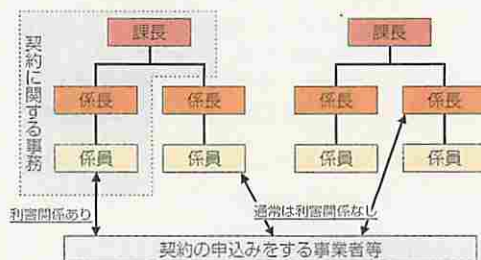 課長
課長
契約に関する事務
係長
係長
係長
係長
係員
係員
係員
係員
利害関係あり
通常は利害関係なし
契約の申込みをする事業者等